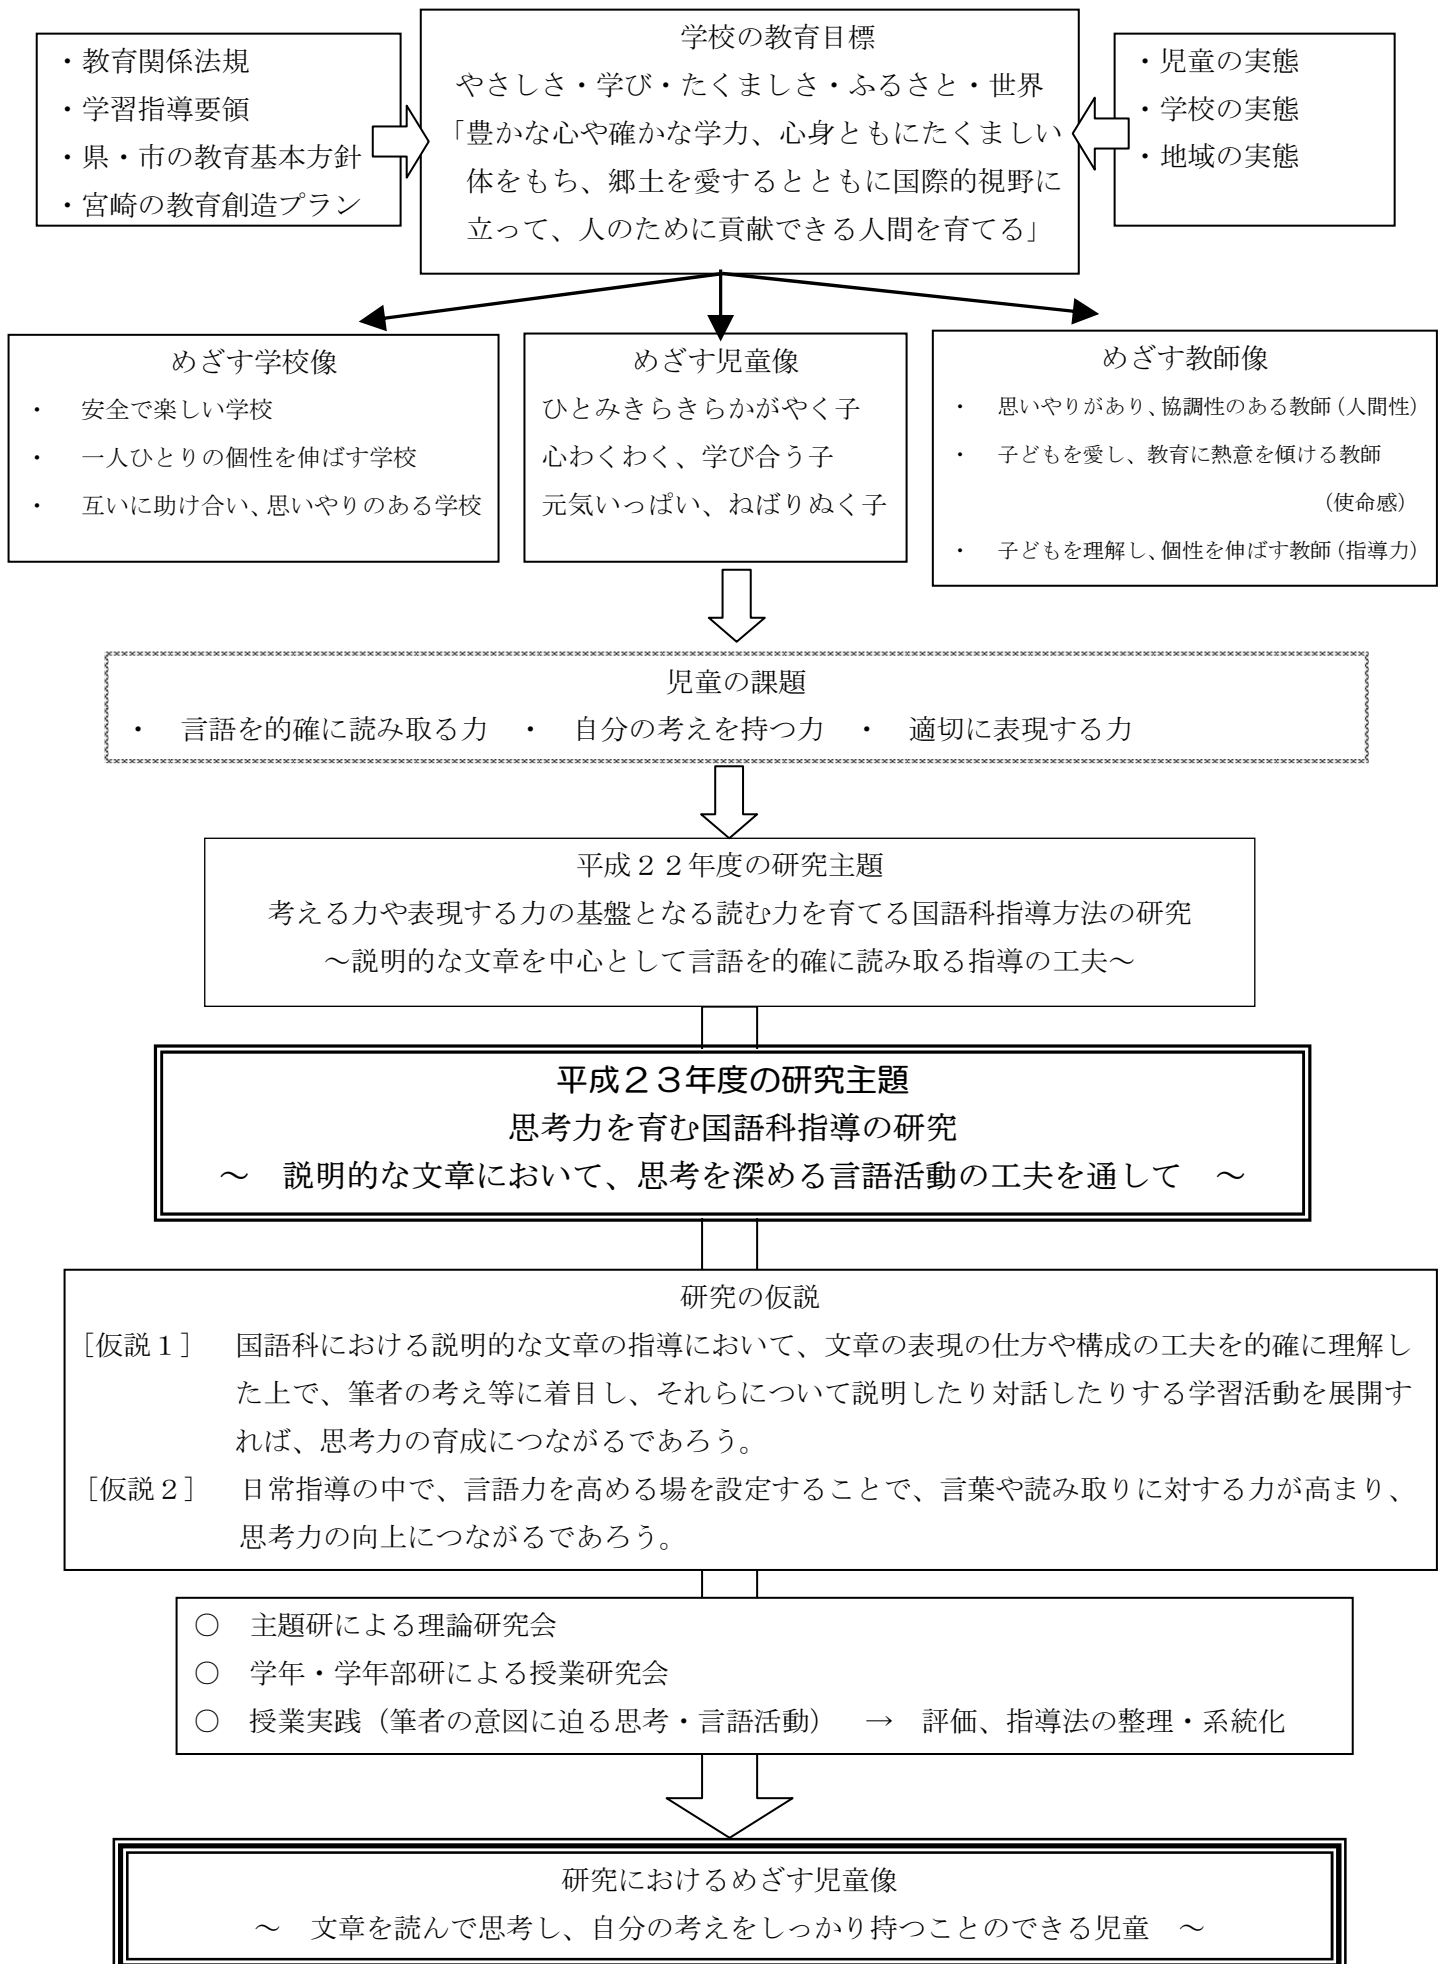 ・教育関係法規
・学習指導要領
・県・市の教育基本方針
・宮崎の教育創造プラン
学校の教育目標
やさしさ・学び・たくましさ・ふるさと・世界
「豊かな心や確かな学力、心身ともにたくましい
体をもち、郷土を愛するとともに国際的視野に
立って、人のために貢献できる人間を育てる」
・児童の実態
・学校の実態
・地域の実態
めざす学校像
・　安全で楽しい学校
・　一人ひとりの個性を伸ばす学校
・　互いに助け合い、思いやりのある学校
めざす児童像
ひとみきらきらかがやく子
心わくわく、学び合う子
元気いっぱい、ねばりぬく子
めざす教師像
・　思いやりがあり、協調性のある教師（人間性）
・　子どもを愛し、教育に熱意を傾ける教師
（使命感）
・　子どもを理解し、個性を伸ばす教師（指導力）
児童の課題
・　言語を的確に読み取る力　・　自分の考えを持つ力　・　適切に表現する力
平成２２年度の研究主題
考える力や表現する力の基盤となる読む力を育てる国語科指導方法の研究
～説明的な文章を中心として言語を的確に読み取る指導の工夫～
平成２３年度の研究主題
思考力を育む国語科指導の研究
～　説明的な文章において、思考を深める言語活動の工夫を通して　～
研究の仮説
［仮説１］　国語科における説明的な文章の指導において、文章の表現の仕方や構成の工夫を的確に理解し
た上で、筆者の考え等に着目し、それらについて説明したり対話したりする学習活動を展開す
れば、思考力の育成につながるであろう。
［仮説２］　日常指導の中で、言語力を高める場を設定することで、言葉や読み取りに対する力が高まり、
思考力の向上につながるであろう。
○　主題研による理論研究会
○　学年・学年部研による授業研究会
○　授業実践（筆者の意図に迫る思考・言語活動）　→　評価、指導法の整理・系統化
研究におけるめざす児童像
～　文章を読んで思考し、自分の考えをしっかり持つことのできる児童　～